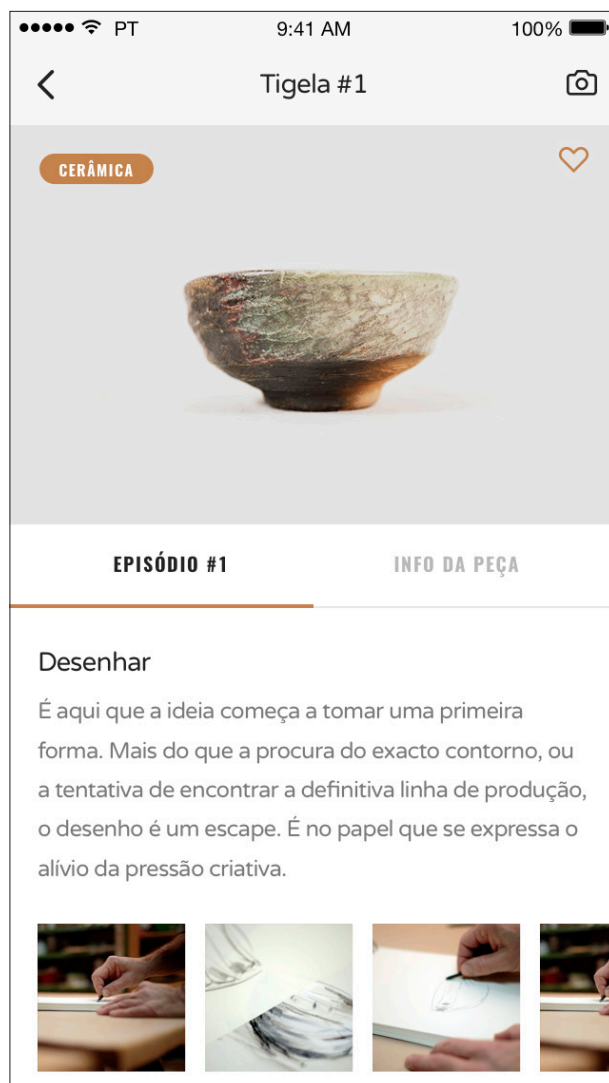 PT 9:41 AM 100%
Tigela #1
CERÂMICA
EPISÓDIO #1 INFO DA PEÇA
Desenhar
É aqui que a ideia começa a tomar uma primeira
forma. Mais do que a procura do exacto contorno, ou
a tentativa de encontrar a definitiva linha de produção,
o desenho é um escape. É no papel que se expressa o
alívio da pressão criativa.